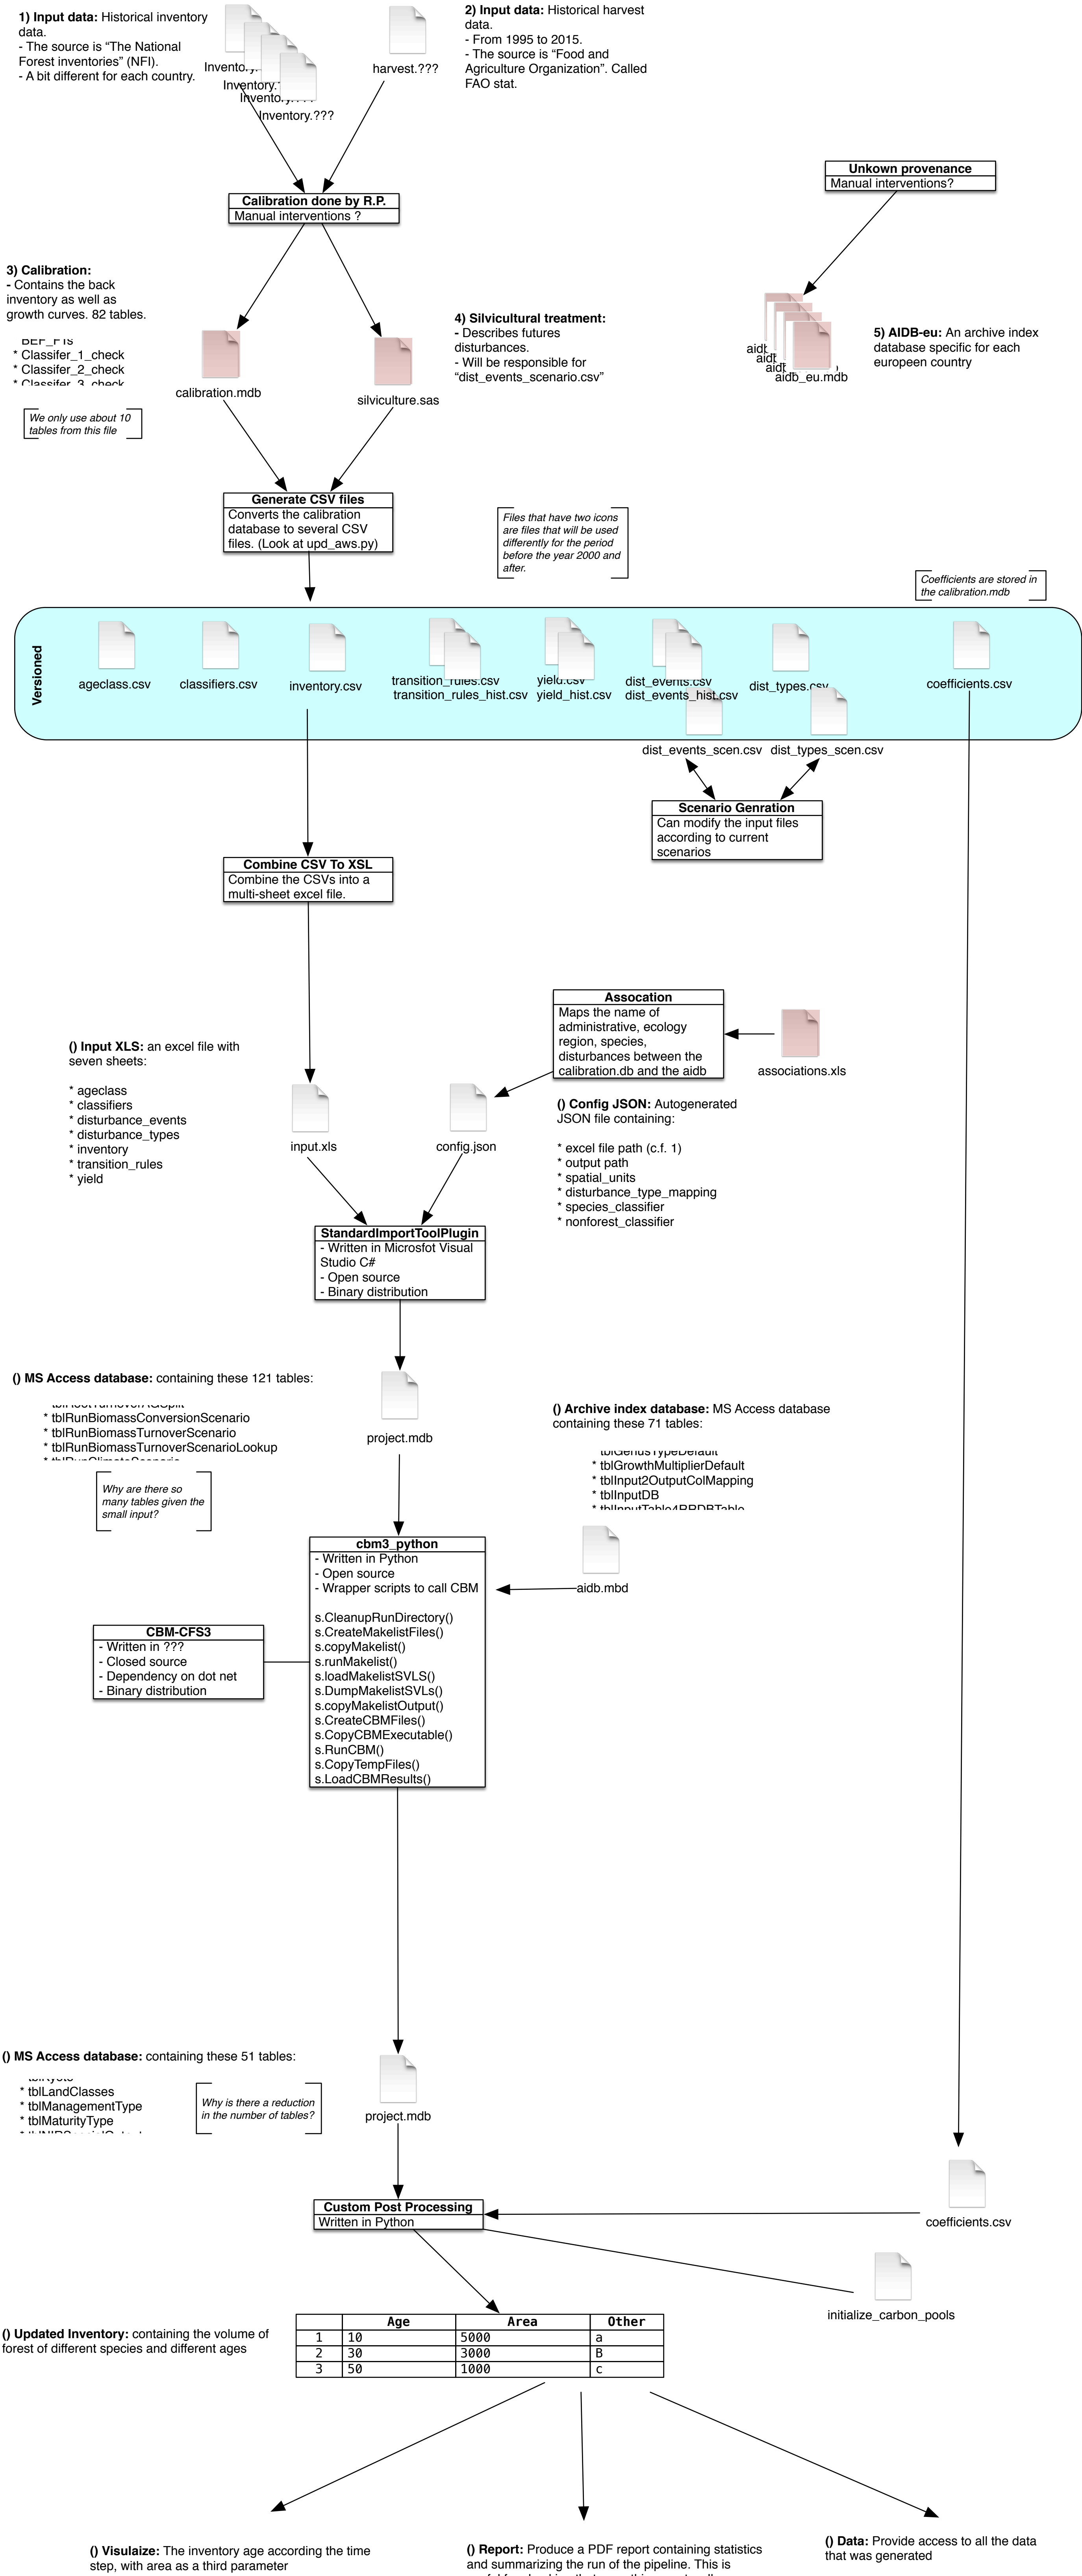 1) Input data: Historical inventory
data.
- The source is “The National
Forest inventories” (NFI).
- A bit different for each country.
Inventory.
Inventory.
Inventory.???
Inventory.???
harvest.???
2) Input data: Historical harvest
data.
- From 1995 to 2015.
- The source is “Food and
Agriculture Organization”. Called
FAO stat.
Unkown provenance
Manual interventions?
Calibration done by R.P.
Manual interventions ?
3) Calibration:
- Contains the back
inventory as well as
growth curves. 82 tables.
* Classifer_1_check
* Classifer_2_check
* Classifer_3_check
We only use about 10
tables from this file
calibration.mdb
silviculture.sas
4) Silvicultural treatment:
- Describes futures
disturbances.
- Will be responsible for
“dist_events_scenario.csv”
aidb_eu.mdb
5) AIDB-eu: An archive index
database specific for each
european country
Generate CSV files
Converts the calibration
database to several CSV
files. (Look at upd_aws.py)
Files that have two icons
are files that will be used
differently for the period
before the year 2000 and
after.
Coefficients are stored in
the calibration.mdb
Versioned
ageclass.csv
classifiers.csv
inventory.csv
transition_rules.csv
transition_rules_hist.csv
yield.csv
yield_hist.csv
dist_events.csv
dist_events_hist.csv
dist_types.csv
coefficients.csv
dist_events_scen.csv
dist_types_scen.csv
Scenario Genration
Can modify the input files
according to current
scenarios
Combine CSV To XSL
Combine the CSVs into a
multi-sheet excel file.
Assocation
Maps the name of
administrative, ecology
region, species,
disturbances between the
calibration.db and the aidb
associations.xls
() Input XLS: an excel file with
seven sheets:
* ageclass
* classifiers
* disturbance_events
* disturbance_types
* inventory
* transition_rules
* yield
input.xls
config.json
() Config JSON: Autogenerated
JSON file containing:
* excel file path (c.f. 1)
* output path
* spatial_units
* disturbance_type_mapping
* species_classifier
* nonforest_classifier
StandardImportToolPlugin
- Written in Microsfot Visual
Studio C#
- Open source
- Binary distribution
() MS Access database: containing these 121 tables:
* tblRunBiomassConversionScenario
* tblRunBiomassTurnoverScenario
* tblRunBiomassTurnoverScenarioLookup
Why are there so
many tables given the
small input?
project.mdb
() Archive index database: MS Access database
containing these 71 tables:
tblGenusTypeDefault
* tblGrowthMultiplierDefault
* tblInput2OutputColMapping
* tblInputDB
* tblInputTable4RRDBTable
aidb.mbd
cbm3_python
- Written in Python
- Open source
- Wrapper scripts to call CBM
s.CleanupRunDirectory()
s.CreateMakelistFiles()
s.copyMakelist()
s.runMakelist()
s.loadMakelistSVLS()
s.DumpMakelistSVLs()
s.copyMakelistOutput()
s.CreateCBMFiles()
s.CopyCBMExecutable()
s.RunCBM()
s.CopyTempFiles()
s.LoadCBMResults()
CBM-CFS3
- Written in ???
- Closed source
- Dependency on dot net
- Binary distribution
() MS Access database: containing these 51 tables:
* tblLandClasses
* tblManagementType
* tblMaturityType
Why is there a reduction
in the number of tables?
project.mdb
Custom Post Processing
Written in Python
coefficients.csv
initialize_carbon_pools
() Updated Inventory: containing the volume of
forest of different species and different ages
Age Area Other
1 10 5000 a
2 30 3000 B
3 50 1000 c
() Visulaize: The inventory age according the time
step, with area as a third parameter
() Report: Produce a PDF report containing statistics
and summarizing the run of the pipeline. This is
() Data: Provide access to all the data
that was generated